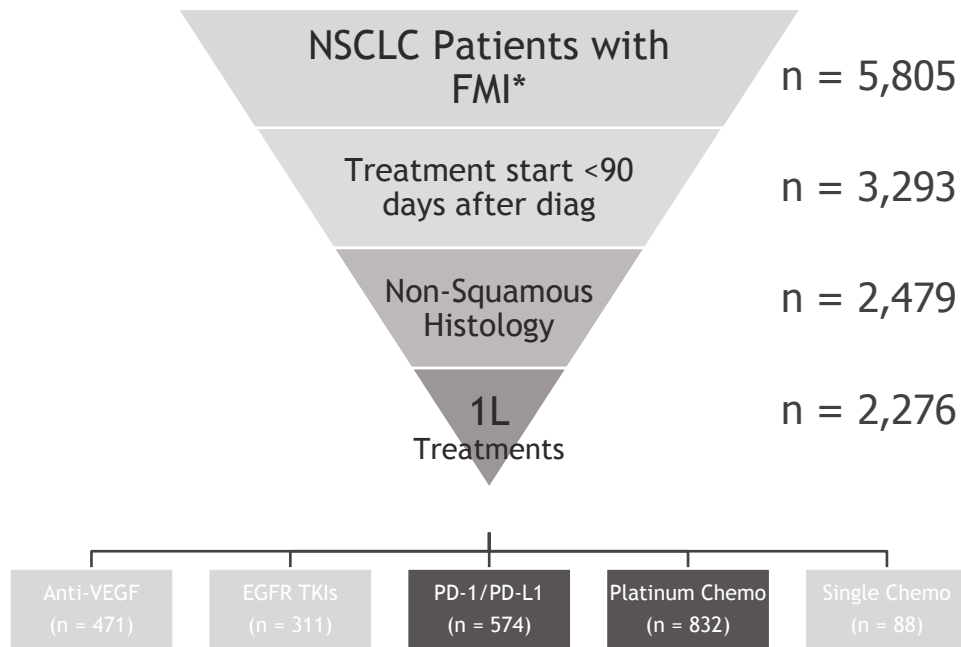 NSCLC Patients with
FMI*
n = 5,805
Treatment start <90
days after diag
n = 3,293
Non-Squamous
Histology
n = 2,479
1L
Treatments
n = 2,276
Anti-VEGF
(n = 471)
EGFR TKIs
(n = 311)
PD-1/PD-L1
(n = 574)
Platinum Chemo
(n = 832)
Single Chemo
(n = 88)